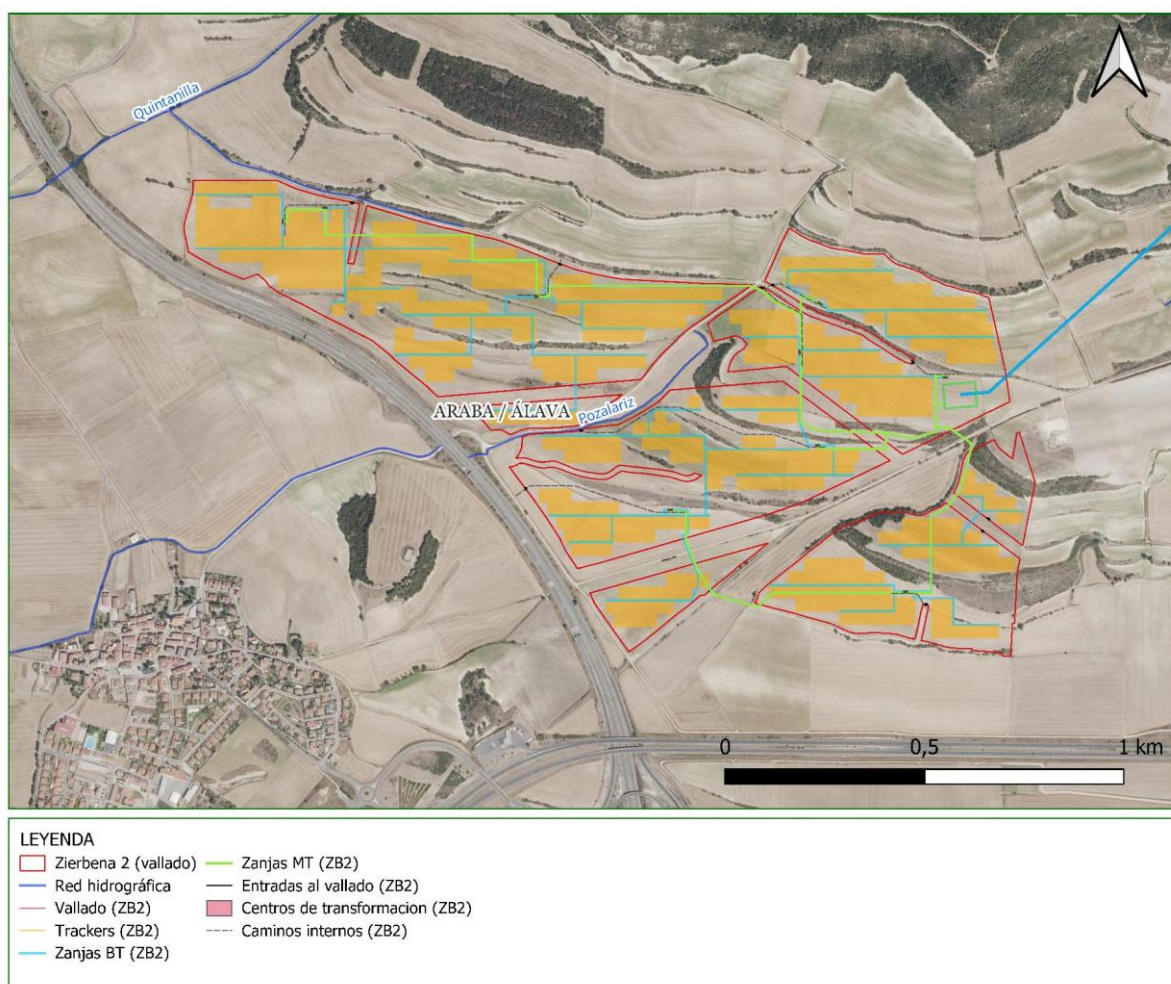 Quintanilla
ARABA / ÁLAVA
Pozalariz
0 0,5 1 km
LEYENDA
Zierbena 2 (vallado)
Red hidrográfica
Vallado (ZB2)
Trackers (ZB2)
Zanjas BT (ZB2)
Zanjas MT (ZB2)
Entradas al vallado (ZB2)
Centros de transformacion (ZB2)
Caminos internos (ZB2)